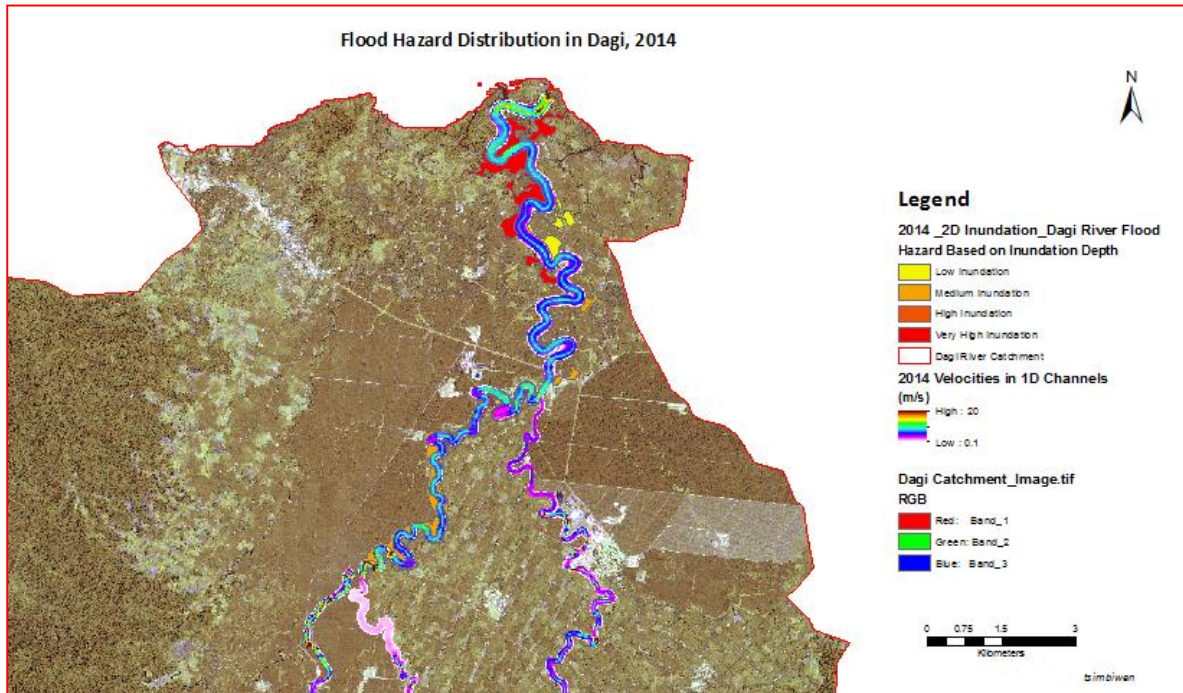 Flood Hazard Distribution in Dagi, 2014
N
Legend
2014 _2D Inundation_Dagi River Flood
Hazard Based on Inundation Depth
Low Inundation
Medium Inundation
High Inundation
Very High Inundation
Dagi River Catchment
2014 Velocities in 1D Channels
(m/s)
High : 20
Low : 0.1
Dagi Catchment_Image.tif
RGB
Red: Band_1
Green: Band_2
Blue: Band_3
0 0.75 1.5 3
Kilometers
tsimbiwen